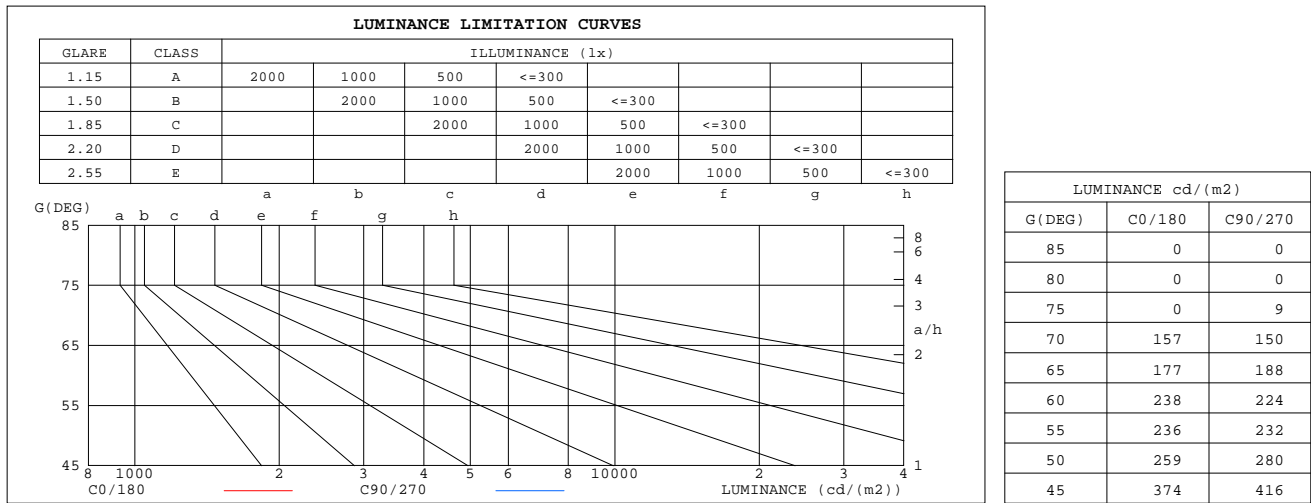 LUMINANCE LIMITATION CURVES
GLARE CLASS ILLUMINANCE (lx)
1.15 A 2000 1000 500 <=300
1.50 B 2000 1000 500 <=300
1.85 C 2000 1000 500 <=300
2.20 D 2000 1000 500 <=300
2.55 E 2000 1000 500 <=300
a b c d e f g h
G(DEG)
a b c d e f g h
85
75
65
55
45
8
6
4
3
a/h
2
1
8 1000 2 3 4 5 6 8 10000 2 3 4
C0/180 C90/270 LUMINANCE (cd/(m2))
LUMINANCE cd/(m2)
G(DEG) C0/180 C90/270
85 0 0
80 0 0
75 0 9
70 157 150
65 177 188
60 238 224
55 236 232
50 259 280
45 374 416